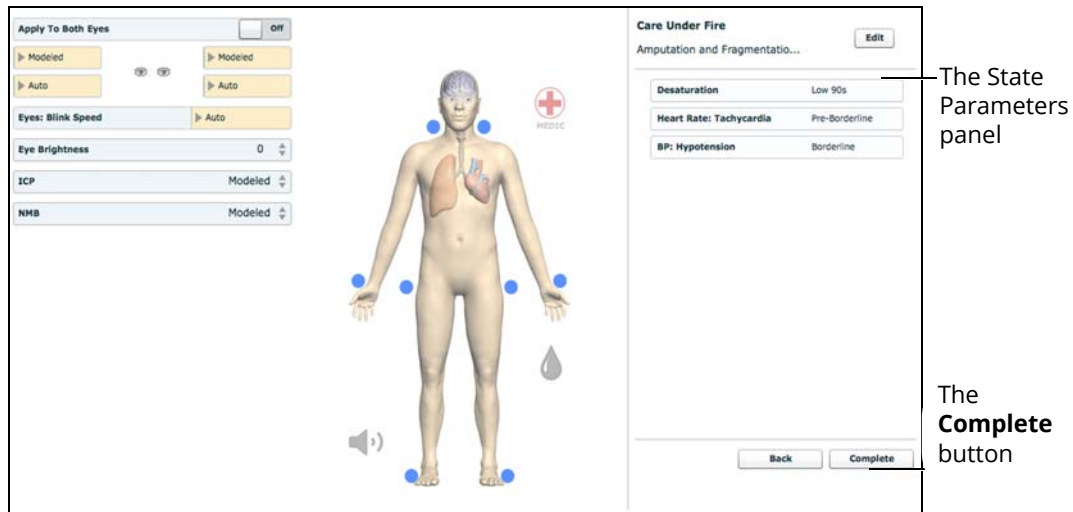 Apply To Both Eyes Off
Modeled Modeled
Auto Auto
Eyes: Blink Speed Auto
Eye Brightness 0
ICP Modeled
NMB Modeled
MEDIC
Care Under Fire
Edit
Amputation and Fragmentatio...
Desaturation Low 90s
Heart Rate: Tachycardia Pre-Borderline
BP: Hypotension Borderline
Back Complete
The State
Parameters
panel
The
Complete
button